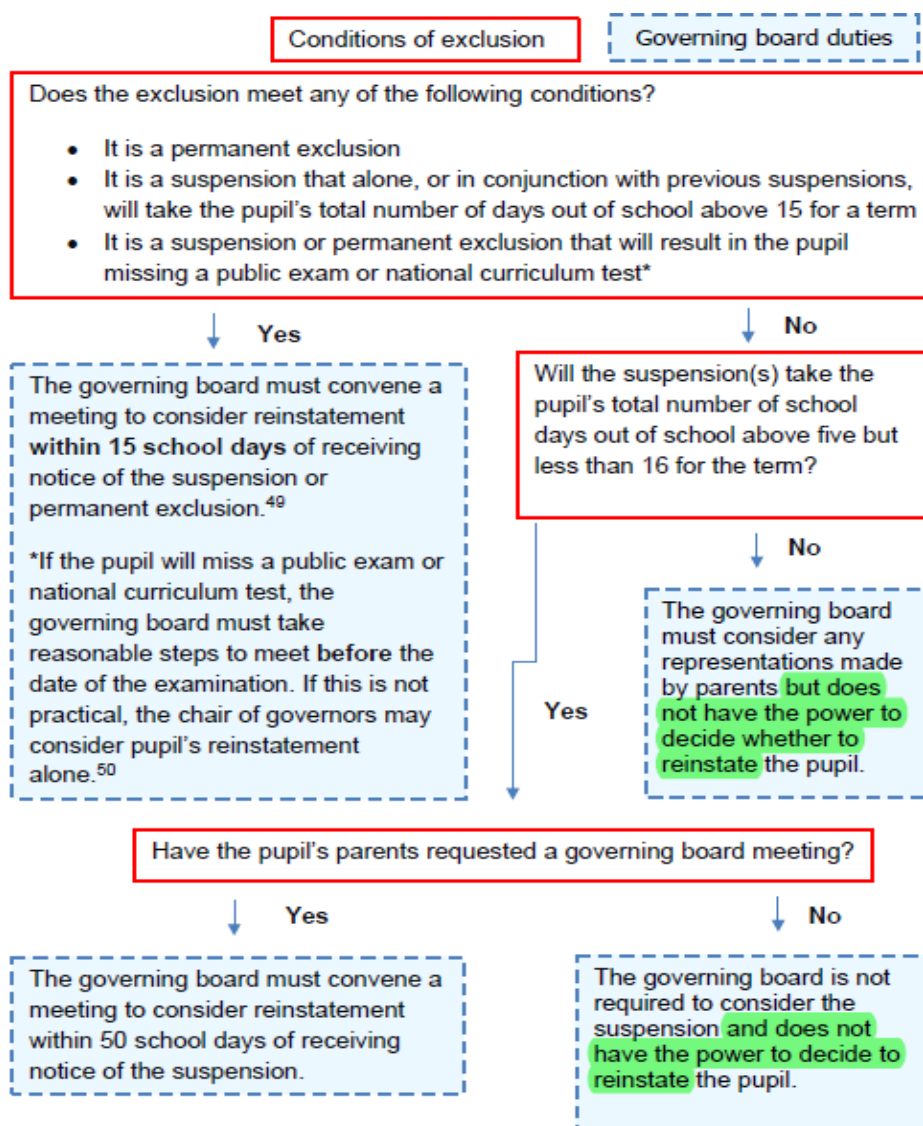 Conditions of exclusion
Governing board duties
Does the exclusion meet any of the following conditions?
• It is a permanent exclusion
• It is a suspension that alone, or in conjunction with previous suspensions,
will take the pupil's total number of days out of school above 15 for a term
• It is a suspension or permanent exclusion that will result in the pupil
missing a public exam or national curriculum test*
Yes
No
The governing board must convene a
meeting to consider reinstatement
within 15 school days of receiving
notice of the suspension or
permanent exclusion.49
*If the pupil will miss a public exam or
national curriculum test, the
governing board must take
reasonable steps to meet before the
date of the examination. If this is not
practical, the chair of governors may
consider pupil's reinstatement
alone.50
Will the suspension(s) take the
pupil's total number of school
days out of school above five but
less than 16 for the term?
No
The governing board
must consider any
representations made
by parents but does
not have the power to
decide whether to
reinstate the pupil.
Yes
Have the pupil's parents requested a governing board meeting?
Yes
No
The governing board must convene a
meeting to consider reinstatement
within 50 school days of receiving
notice of the suspension.
The governing board is not
required to consider the
suspension and does not
have the power to decide to
reinstate the pupil.